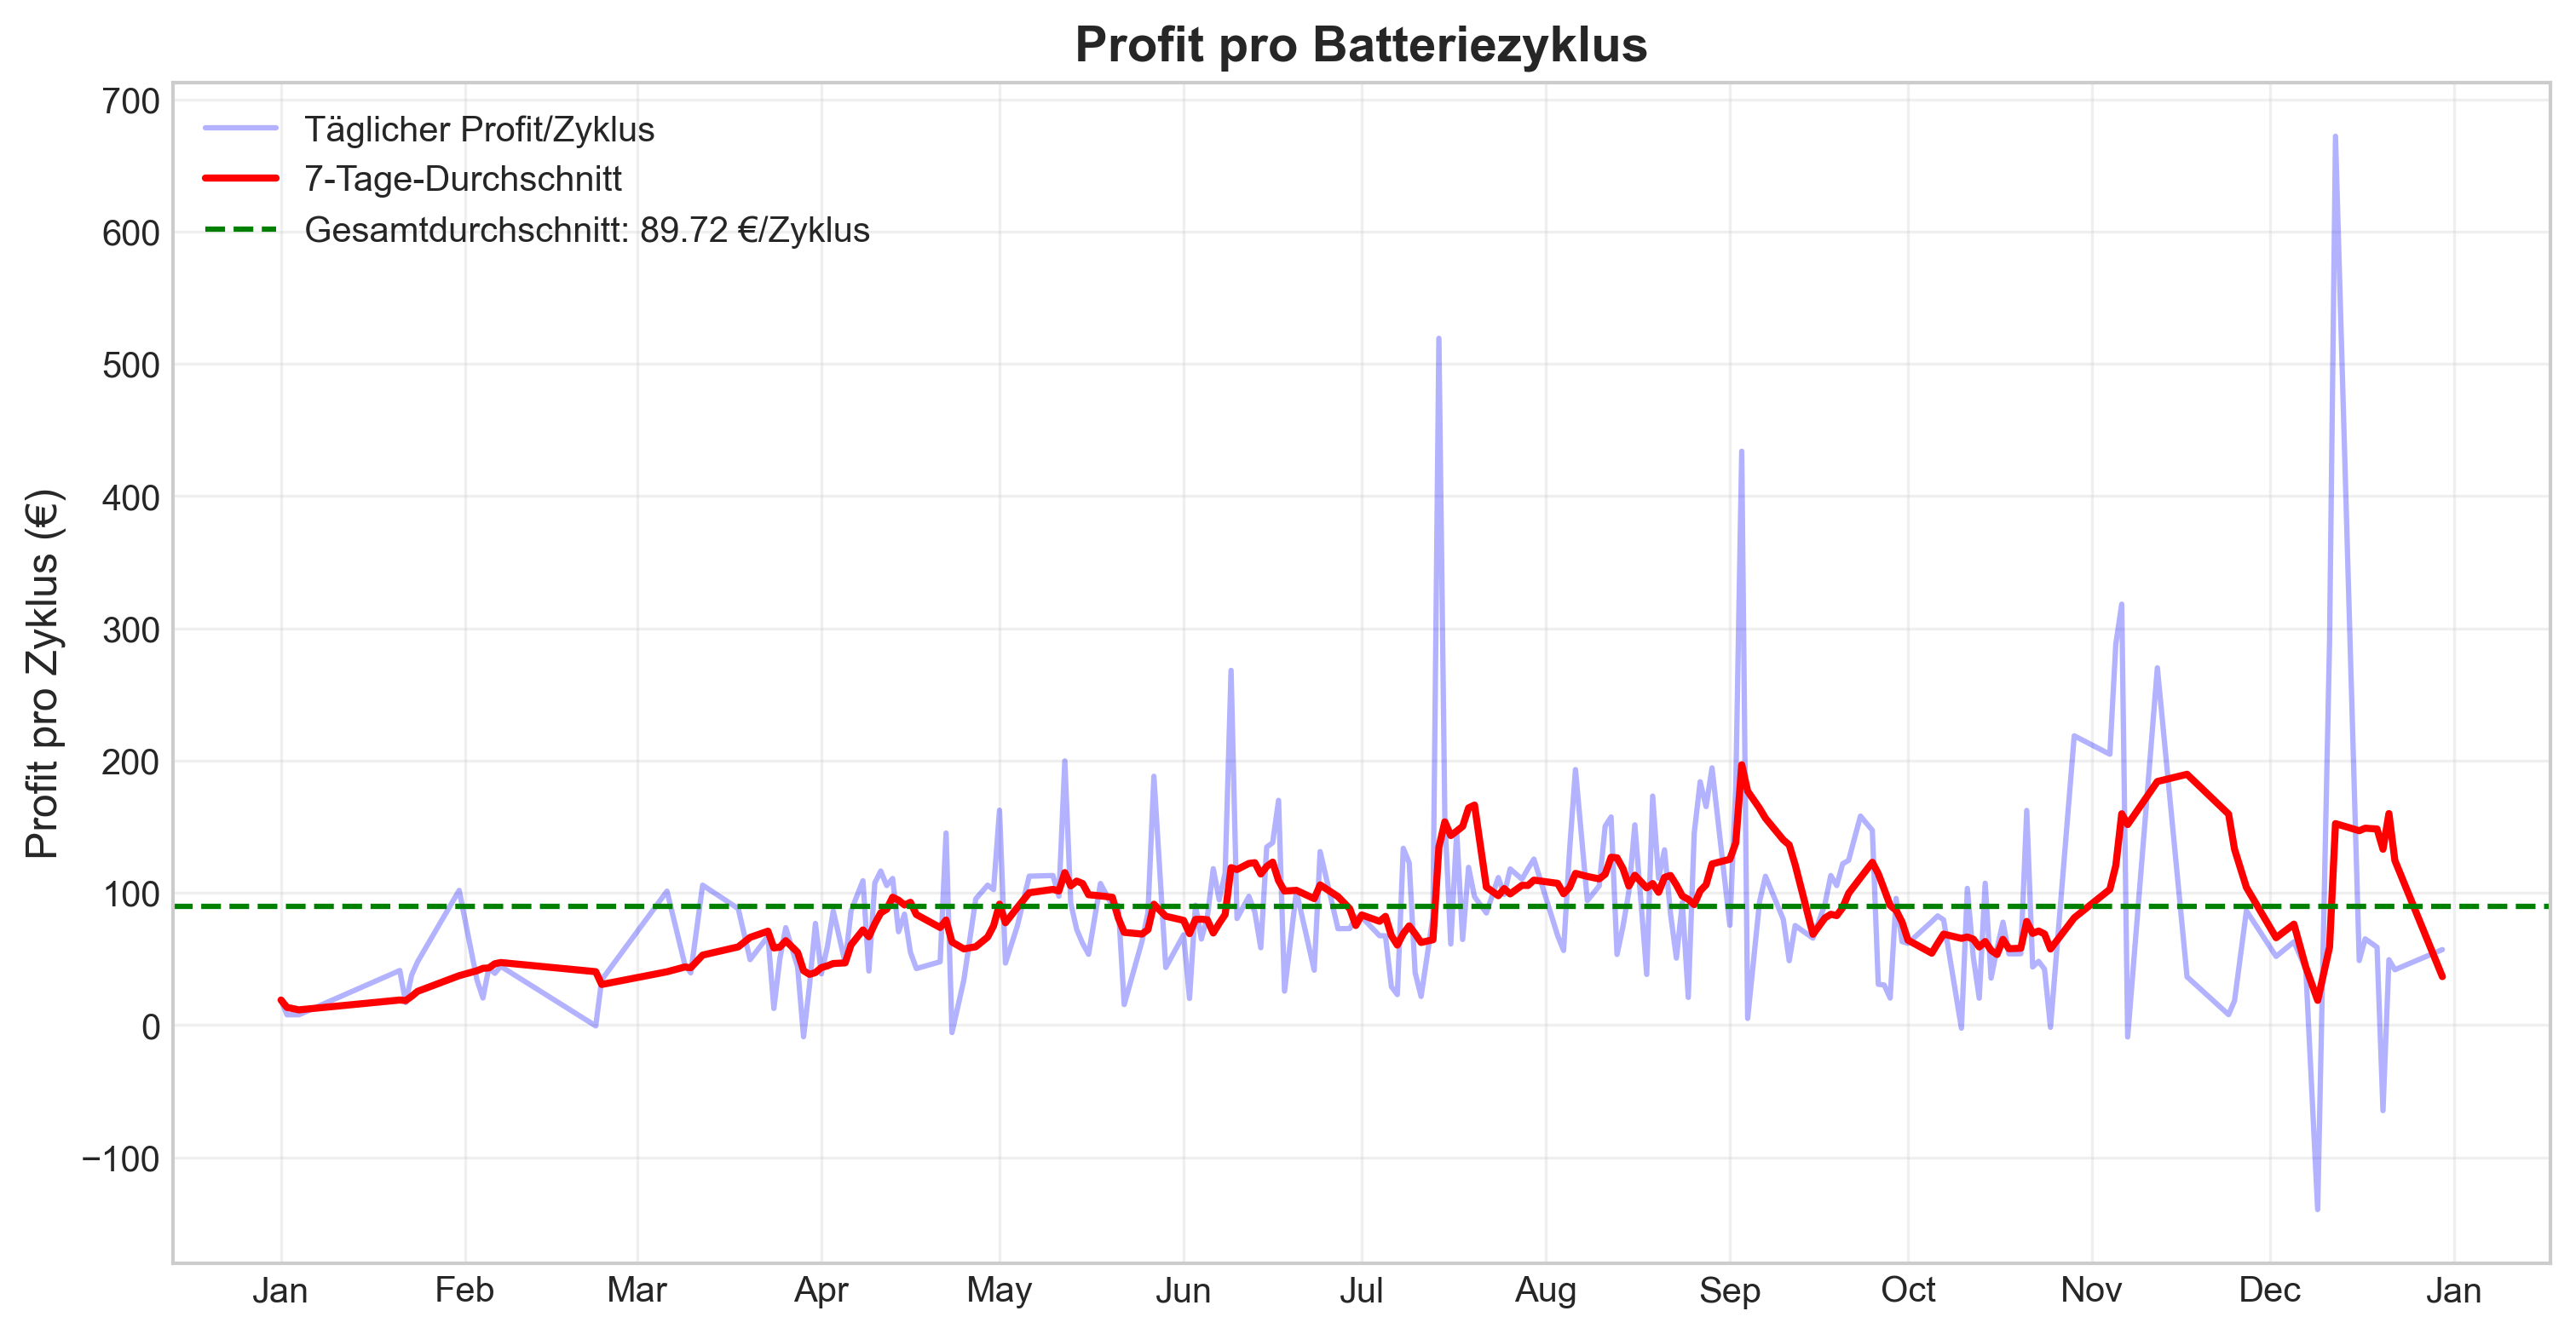 Profit pro Batteriezyklus
Täglicher Profit/Zyklus
7-Tage-Durchschnitt
Gesamtdurchschnitt: 89.72 €/Zyklus
Profit pro Zyklus (€)
700
600
500
400
300
200
100
0
−100
Jan Feb Mar Apr May Jun Jul Aug Sep Oct Nov Dec Jan